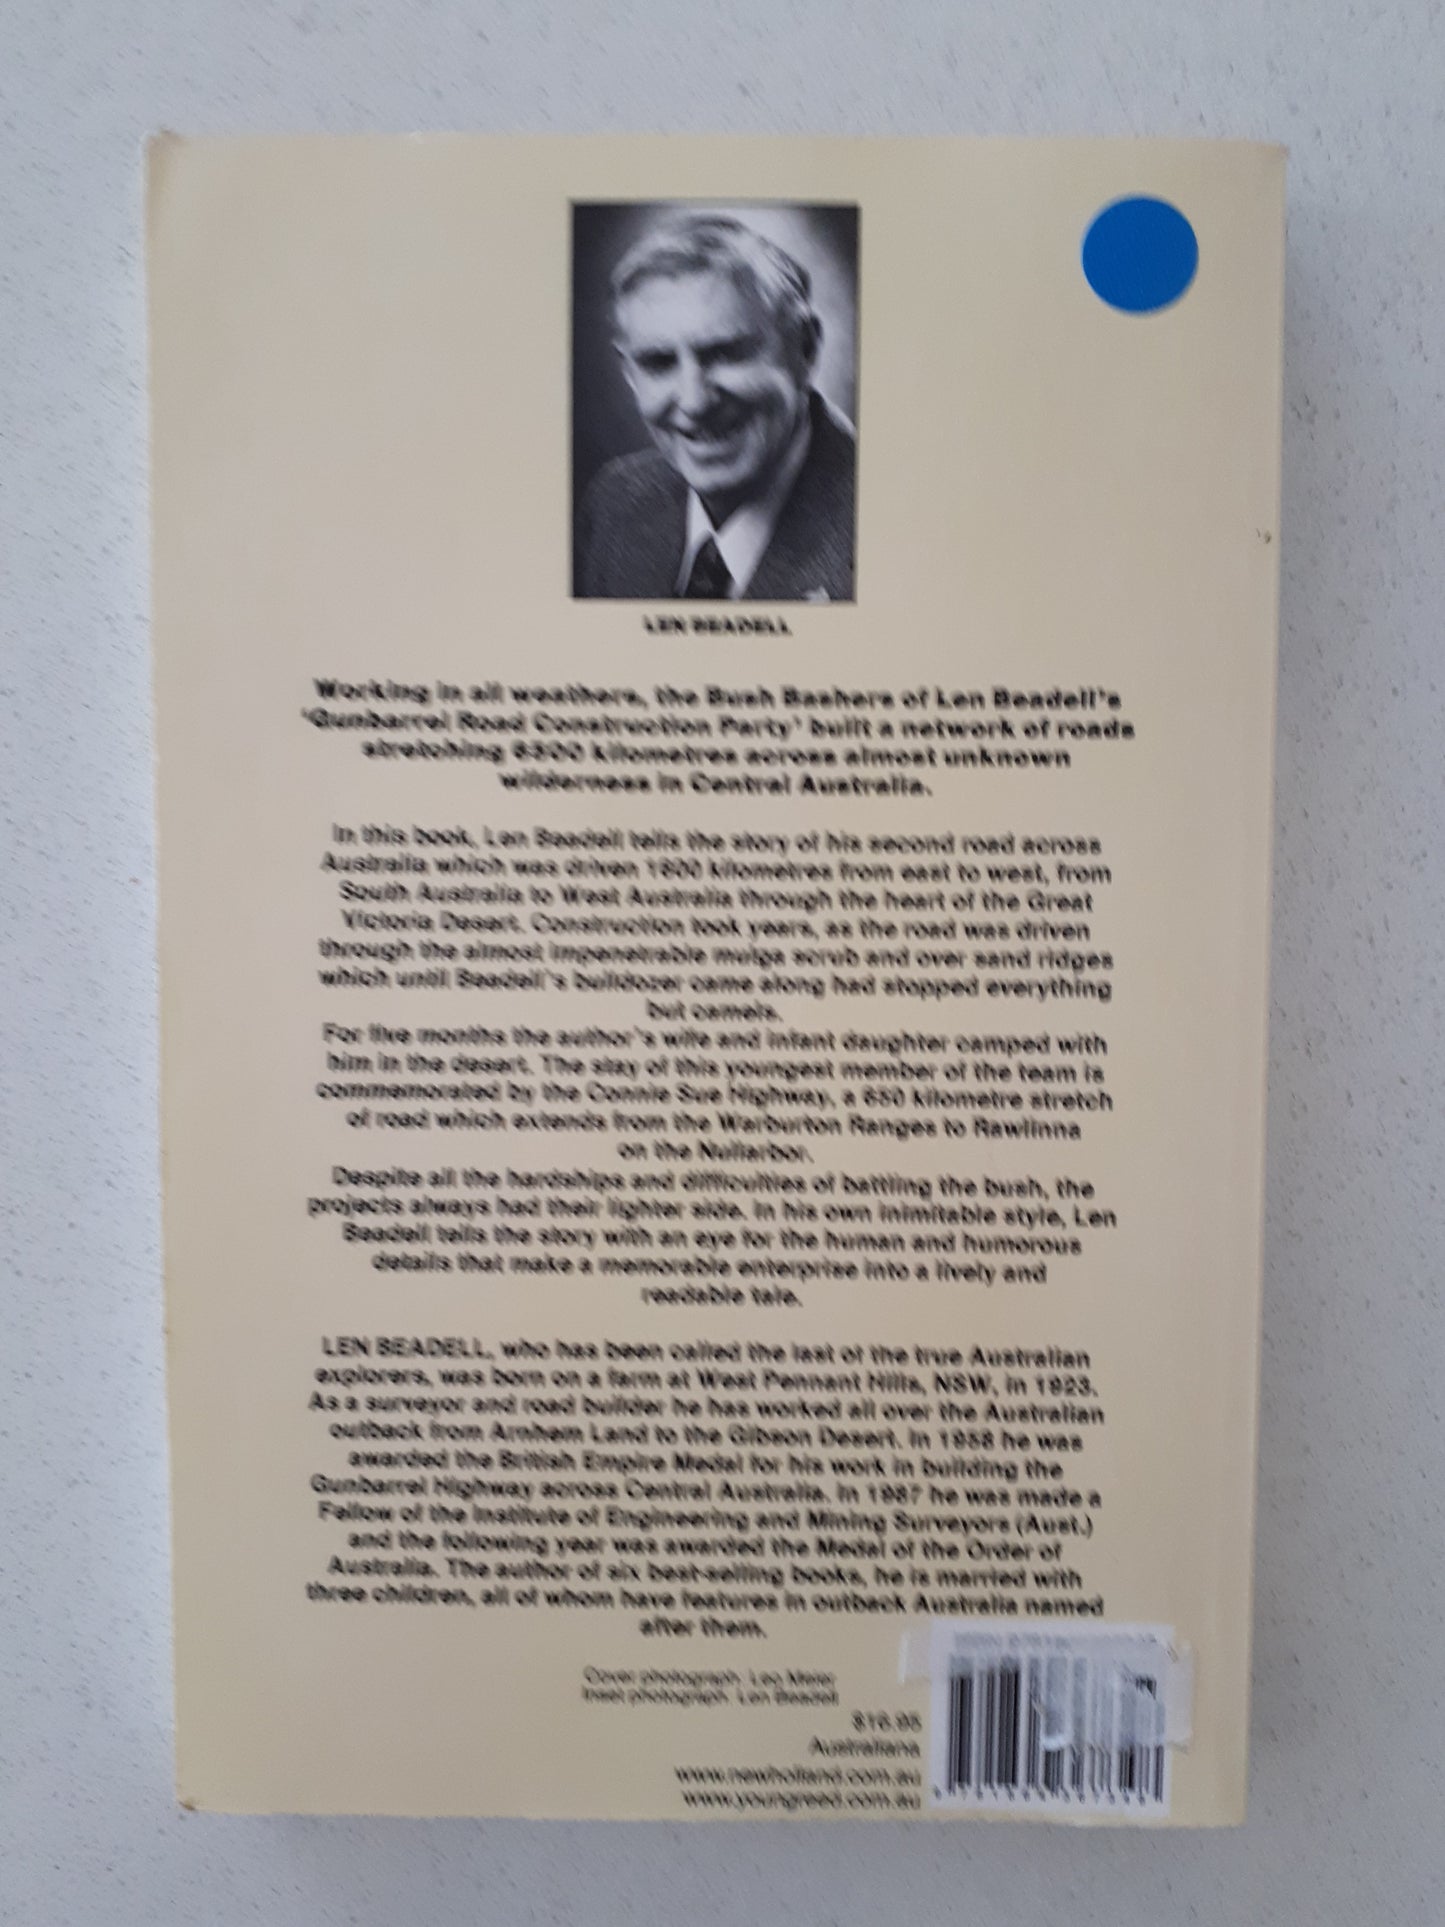 LEN BEADELL
Working in all weathers, the Bush Bashers of Len Beadell's
'Gunbarrel Road Construction Party' built a network of roads
stretching 6500 kilometres across almost unknown
wilderness in Central Australia.
In this book, Len Beadell tells the story of his second road across
Australia which was driven 1600 kilometres from east to west, from
South Australia to West Australia through the heart of the Great
Victoria Desert. Construction took years, as the road was driven
through the almost impenetrable mulga scrub and over sand ridges
which until Beadell's bulldozer came along had stopped everything
but camels.
For five months the author's wife and infant daughter camped with
him in the desert. The stay of this youngest member of the team is
commemorated by the Connie Sue Highway, a 650 kilometre stretch
of road which extends from the Warburton Ranges to Rawlinna
on the Nullarbor.
Despite all the hardships and difficulties of battling the bush, the
projects always had their lighter side. In his own inimitable style, Len
Beadell tells the story with an eye for the human and humorous
details that make a memorable enterprise into a lively and
readable tale.
LEN BEADELL, who has been called the last of the true Australian
explorers, was born on a farm at West Pennant Hills, NSW, in 1923.
As a surveyor and road builder he has worked all over the Australian
outback from Arnhem Land to the Gibson Desert. In 1958 he was
awarded the British Empire Medal for his work in building the
Gunbarrel Highway across Central Australia. In 1987 he was made a
Fellow of the Institute of Engineering and Mining Surveyors (Aust.)
and the following year was awarded the Medal of the Order of
Australia. The author of six best-selling books, he is married with
three children, all of whom have features in outback Australia named
after them.
Cover photograph: Leo Meier
Inset photograph: Len Beadell
Australiana
www.newholland.com.au
www.youngreed.com.au